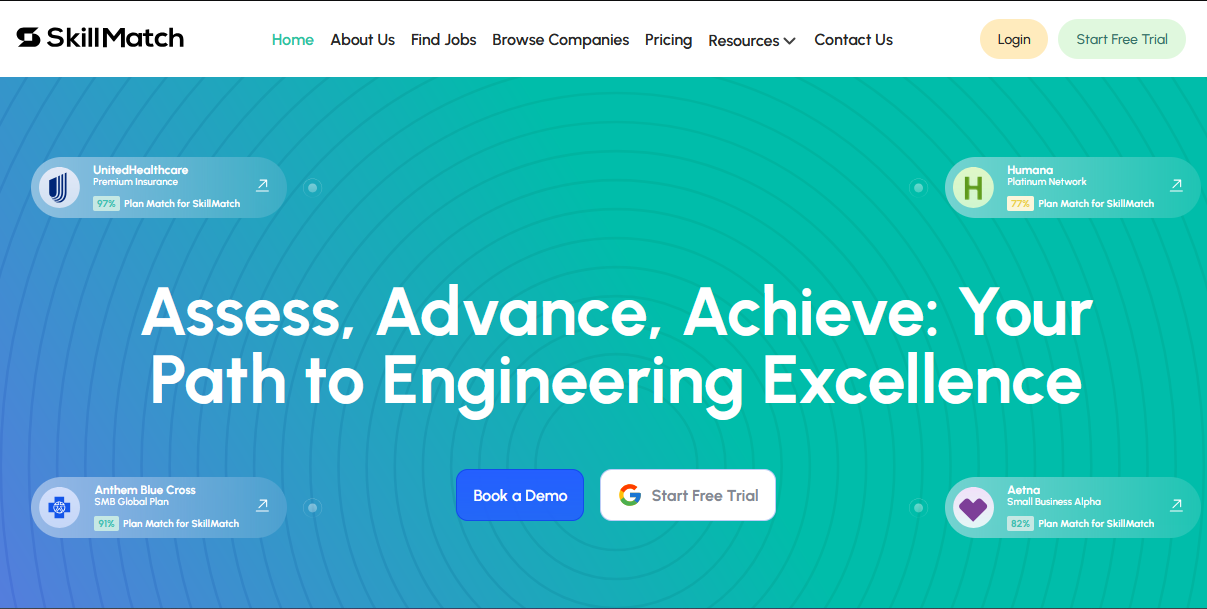 SkillMatch
Home About Us Find Jobs Browse Companies Pricing Resources Contact Us
Login Start Free Trial
UnitedHealthcare
Premium Insurance
97% Plan Match for SkillMatch
Humana
Platinum Network
77% Plan Match for SkillMatch
Assess, Advance, Achieve: Your
Path to Engineering Excellence
Anthem Blue Cross
SMB Global Plan
91% Plan Match for SkillMatch
Book a Demo
Start Free Trial
Aetna
Small Business Alpha
82% Plan Match for SkillMatch